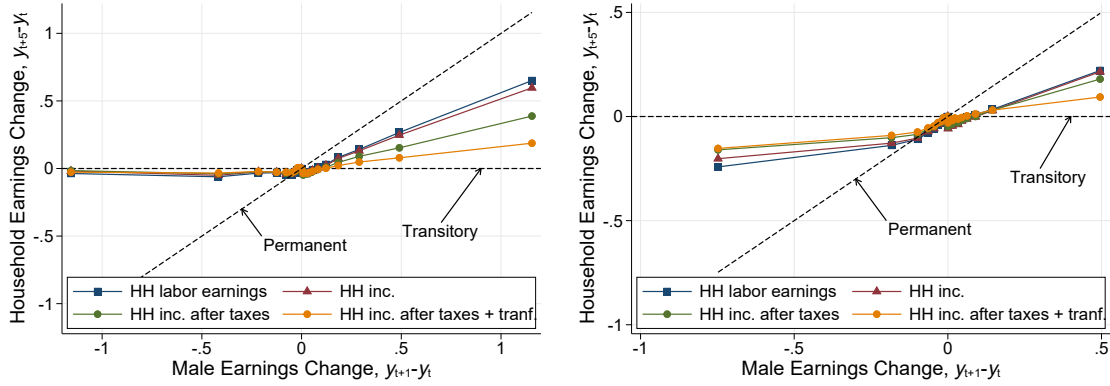 Household Earnings Change, yt+5-yt
1
.5
0
-.5
-1
Permanent
Transitory
HH labor earnings
HH inc.
HH inc. after taxes
HH inc. after taxes + tranf.
-1
-.5
0
.5
1
Male Earnings Change, yt+1-yt
Household Earnings Change, yt+5-yt
.5
0
-.5
-1
Transitory
Permanent
HH labor earnings
HH inc.
HH inc. after taxes
HH inc. after taxes + tranf.
-1
-.5
0
.5
Male Earnings Change, yt+1-yt